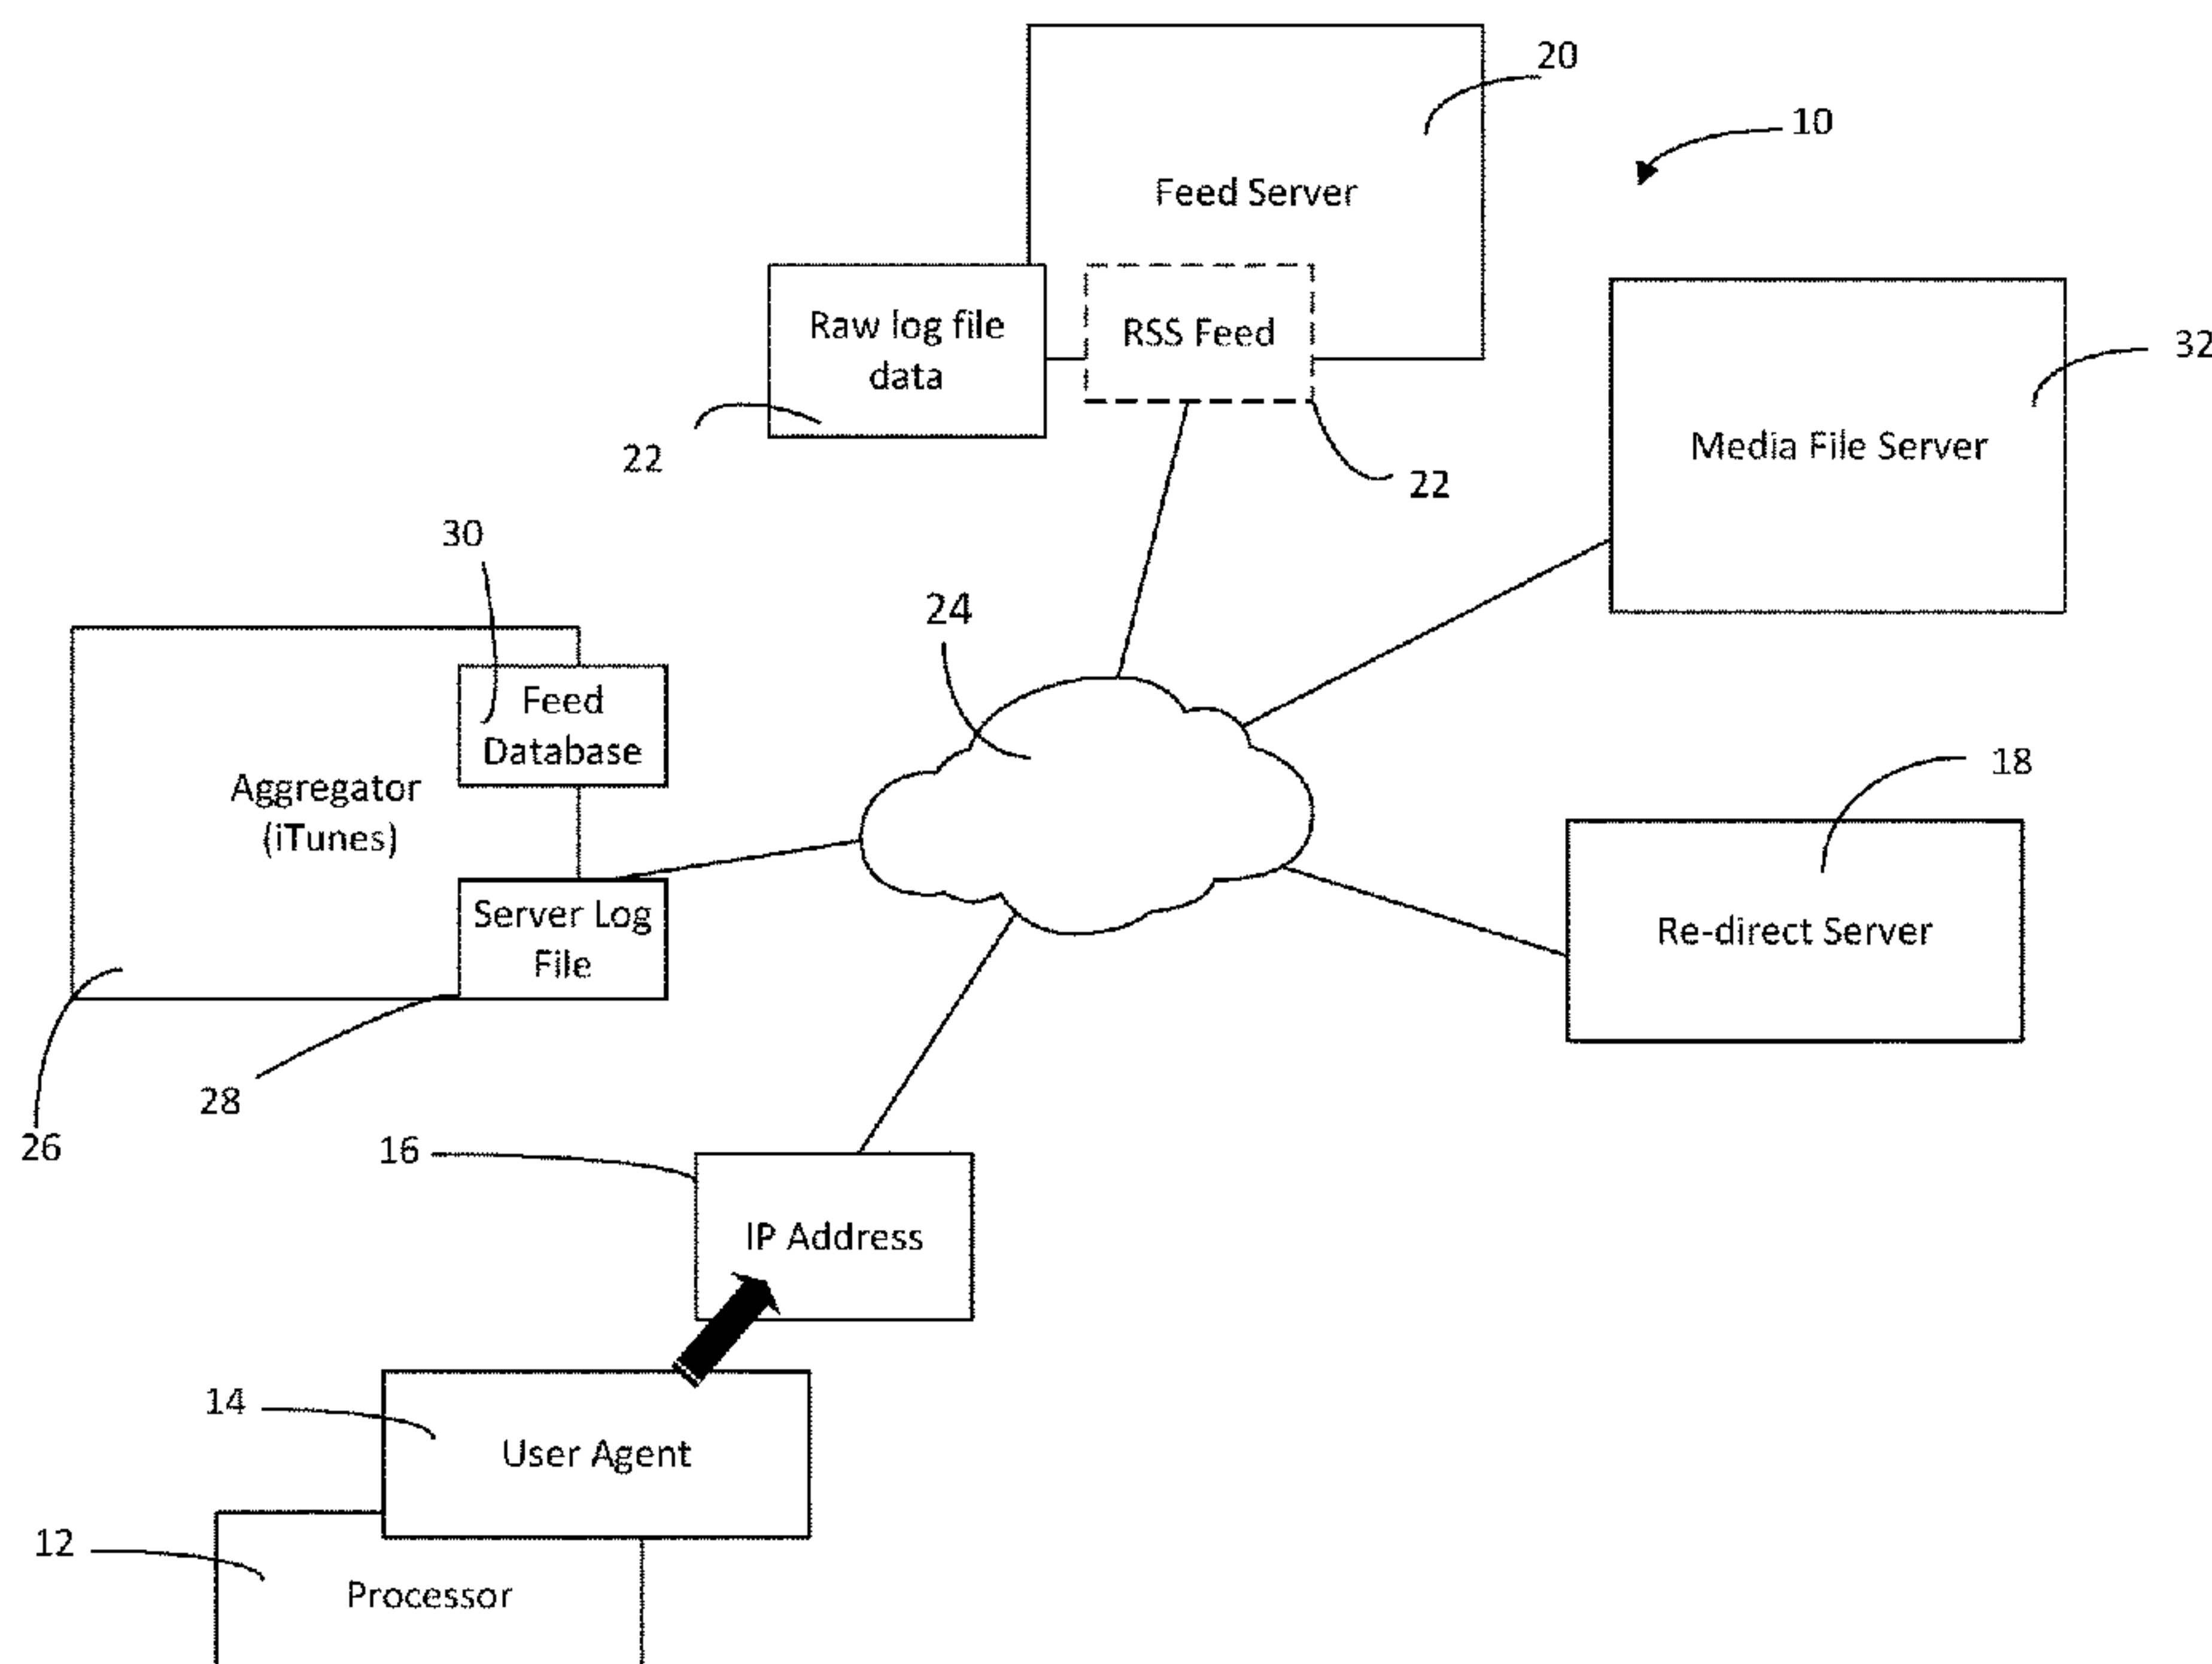 20
10
Feed Server
Raw log file
data
RSS Feed
32
Media File Server
22
22
30
24
Feed
Database
18
Aggregator
(iTunes)
Server Log
File
Re-direct Server
28
26
16
IP Address
14
User Agent
12
Processor